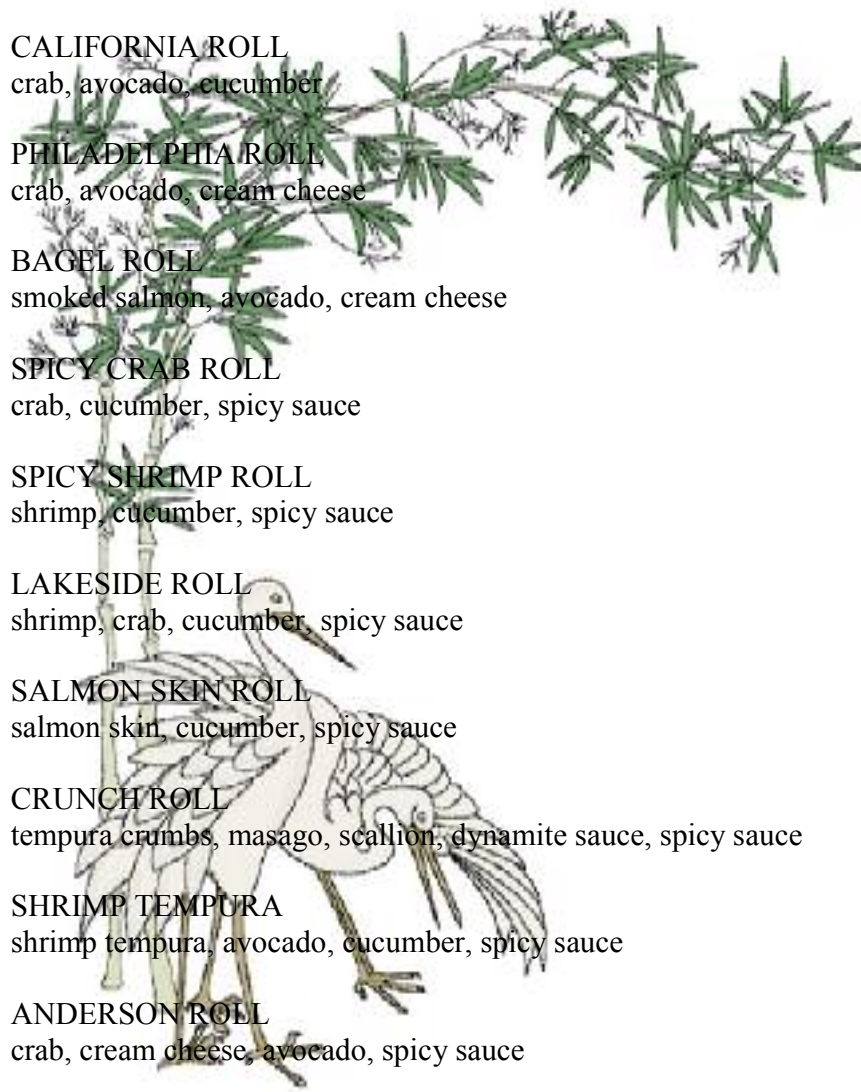 CALIFORNIA ROLL
crab, avocado, cucumber
PHILADELPHIA ROLL
crab, avocado, cream cheese
BAGEL ROLL
smoked salmon, avocado, cream cheese
SPICY CRAB ROLL
crab, cucumber, spicy sauce
SPICY SHRIMP ROLL
shrimp, cucumber, spicy sauce
LAKESIDE ROLL
shrimp, crab, cucumber, spicy sauce
SALMON SKIN ROLL
salmon skin, cucumber, spicy sauce
CRUNCH ROLL
tempura crumbs, masago, scallion, dynamite sauce, spicy sauce
SHRIMP TEMPURA
shrimp tempura, avocado, cucumber, spicy sauce
ANDERSON ROLL
crab, cream cheese, avocado, spicy sauce